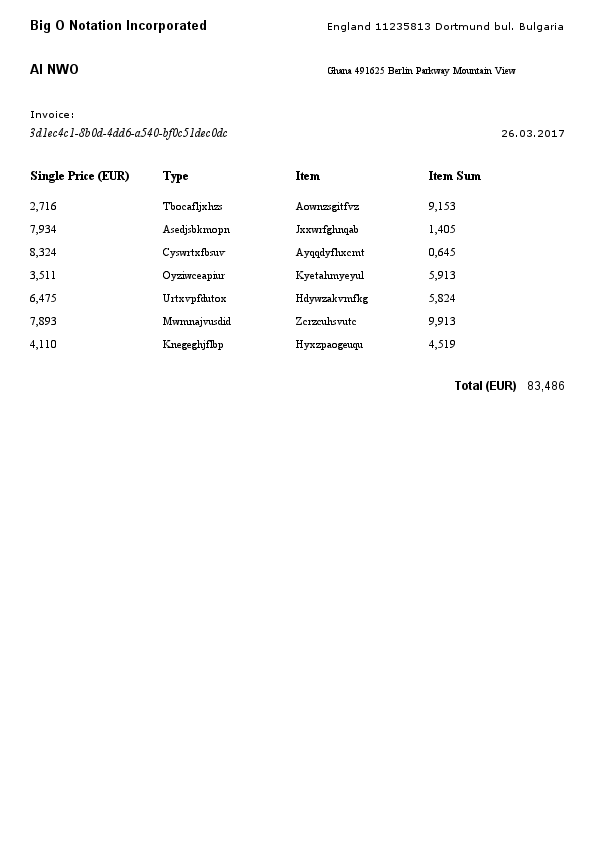 Big O Notation Incorporated England 11235813 Dortmund bul. Bulgaria
AI NWO Ghana 491625 Berlin Parkway Mountain View
Invoice:
3d1ec4c1-8b0d-4dd6-a540-bf0c51dec0dc 26.03.2017
Single Price (EUR) Type Item Item Sum
2,716 Tbocafljxhzs Aownzsgitfvz 9,153
7,934 Asedjsbkmopn Jxxwrfghnqab 1,405
8,324 Cyswrtxfbsuv Ayqqdyfhxcmt 0,645
3,511 Oyziwceapiur Kyetahmyeyul 5,913
6,475 Urtxvpfdutox Hdywzakvmfkg 5,824
7,893 Mwmnajvusdid Zcrzcuhsvutc 9,913
4,110 Knegeghjflbp Hyxzpaogeuqu 4,519
Total (EUR) 83,486